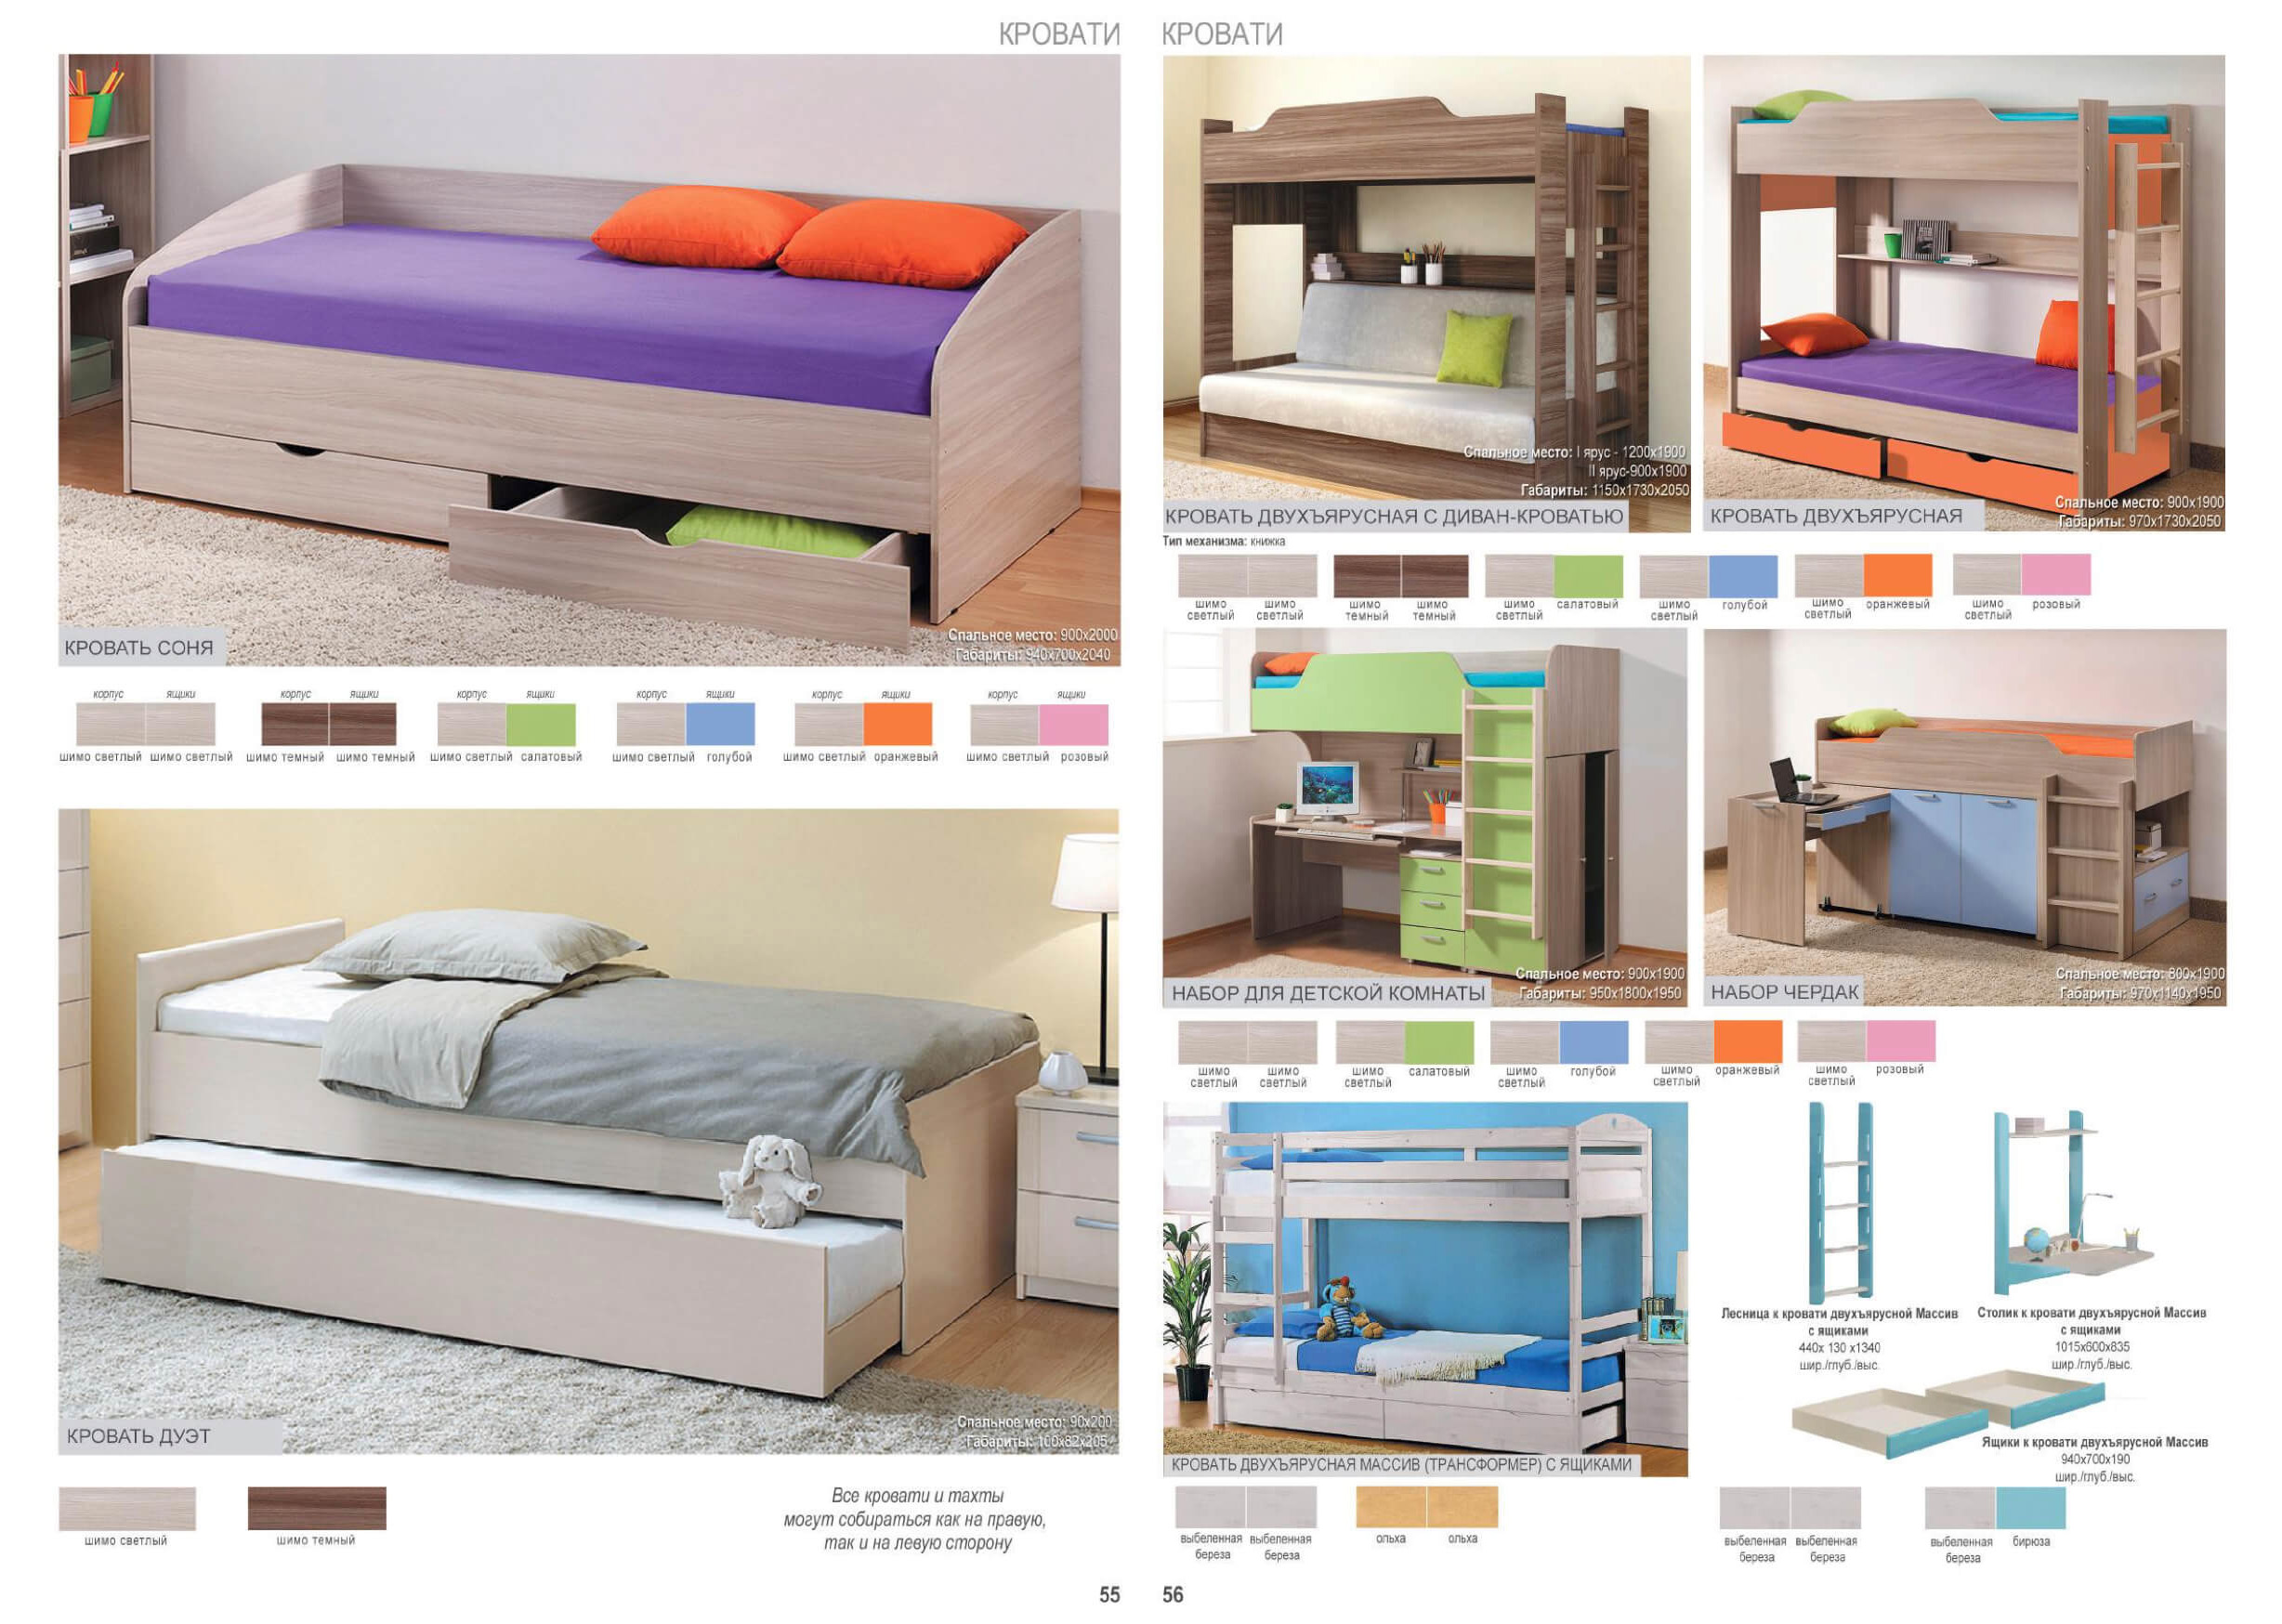 КРОВАТИ
Спальное место: 900х2000
Габариты: 940х700х2040
КРОВАТЬ СОНЯ
корпус ящики корпус ящики корпус ящики корпус ящики корпус ящики корпус ящики
шимо светлый шимо светлый шимо темный шимо темный шимо светлый салатовый шимо светлый голубой шимо светлый оранжевый шимо светлый розовый
Спальное место: 90х200
Габариты: 100х82х205
КРОВАТЬ ДУЭТ
шимо светлый шимо темный
Все кровати и тахты
могут собираться как на правую,
так и на левую сторону
55
КРОВАТИ
Спальное место: I ярус - 1200х1900
II ярус-900х1900
Габариты: 1150х1730х2050
КРОВАТЬ ДВУХЪЯРУСНАЯ С ДИВАН-КРОВАТЬЮ
Тип механизма: книжка
Спальное место: 900х1900
Габариты: 970х1730х2050
КРОВАТЬ ДВУХЪЯРУСНАЯ
шимо шимо шимо шимо шимо салатовый шимо голубой шимо оранжевый шимо розовый
светлый светлый темный темный светлый светлый светлый светлый
Спальное место: 900х1900
Габариты: 950х1800х1950
НАБОР ДЛЯ ДЕТСКОЙ КОМНАТЫ
Спальное место: 800х1900
Габариты: 970х1140х1950
НАБОР ЧЕРДАК
шимо шимо шимо салатовый шимо голубой шимо оранжевый шимо розовый
светлый светлый светлый светлый светлый светлый
КРОВАТЬ ДВУХЪЯРУСНАЯ МАССИВ (ТРАНСФОРМЕР) С ЯЩИКАМИ
выбеленная выбеленная ольха ольха
береза береза
Лесница к кровати двухъярусной Массив
с ящиками
440х 130 х1340
шир./глуб./выс.
Столик к кровати двухъярусной Массив
с ящиками
1015х600х835
шир./глуб./выс.
Ящики к кровати двухъярусной Массив
940х700х190
шир./глуб./выс.
выбеленная выбеленная выбеленная бирюза
береза береза береза
56